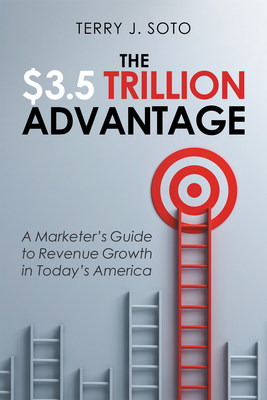 TERRY J. SOTO
THE
$3.5 TRILLION
ADVANTAGE
A Marketer's Guide
to Revenue Growth
in Today's America